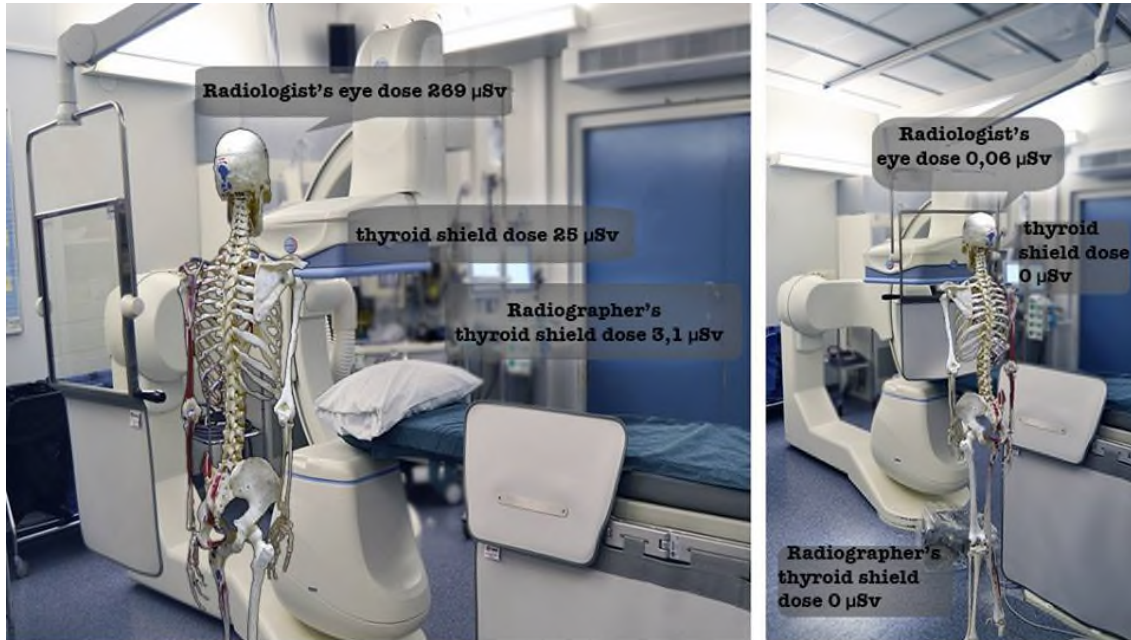 Radiologist's eye dose 269 µSv
thyroid shield dose 25 µSv
Radiographer's
thyroid shield dose 3,1 µSv
Radiologist's
eye dose 0,06 µSv
thyroid
shield dose
0 µSv
Radiographer's
thyroid shield
dose 0 µSv